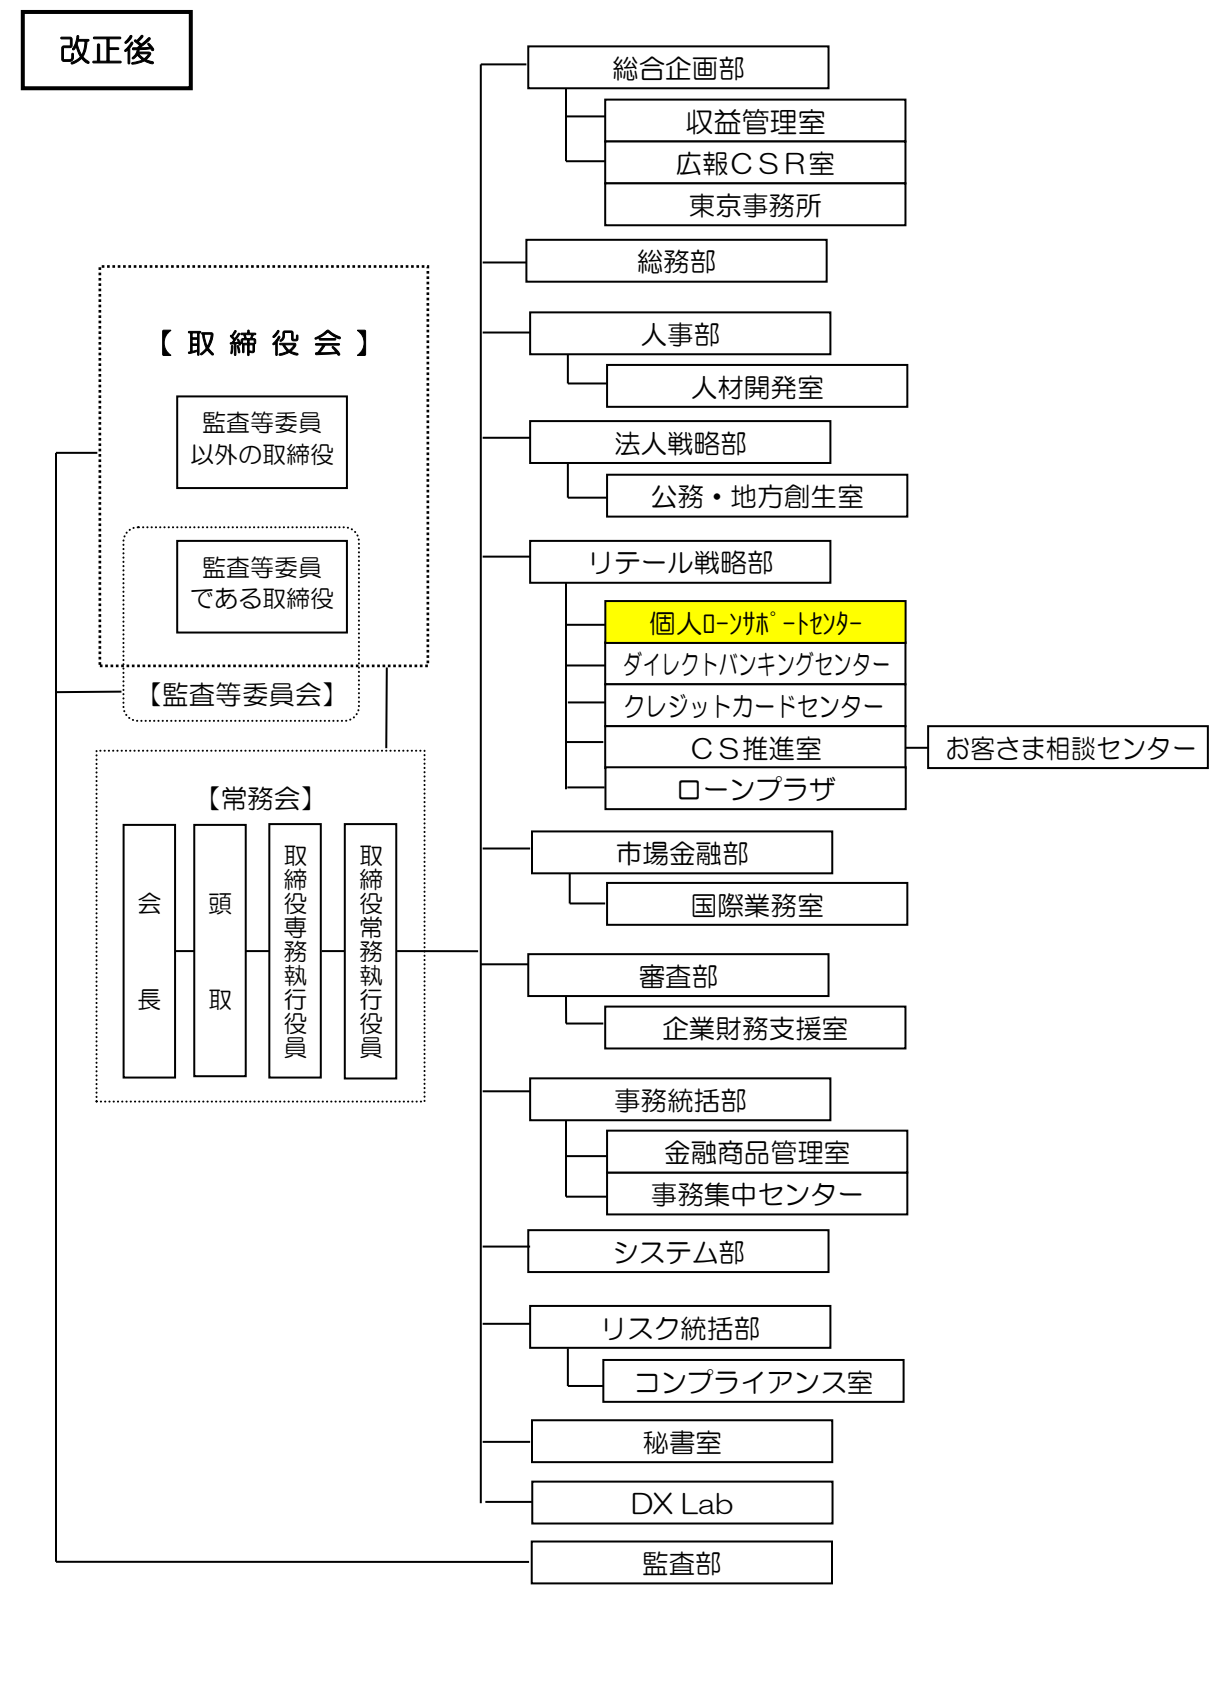 改正後
総合企画部
収益管理室
広報ＣＳＲ室
東京事務所
総務部
人事部
人材開発室
法人戦略部
公務・地方創生室
リテール戦略部
個人ﾛｰﾝｻﾎﾟｰﾄｾﾝﾀｰ
ダイレクトバンキングセンター
クレジットカードセンター
ＣＳ推進室
お客さま相談センター
ローンプラザ
市場金融部
国際業務室
審査部
企業財務支援室
事務統括部
金融商品管理室
事務集中センター
システム部
リスク統括部
コンプライアンス室
秘書室
DX Lab
監査部
【 取 締 役 会 】
監査等委員
以外の取締役
監査等委員
である取締役
【監査等委員会】
【常務会】
会長
頭取
取締役専務執行役員
取締役常務執行役員